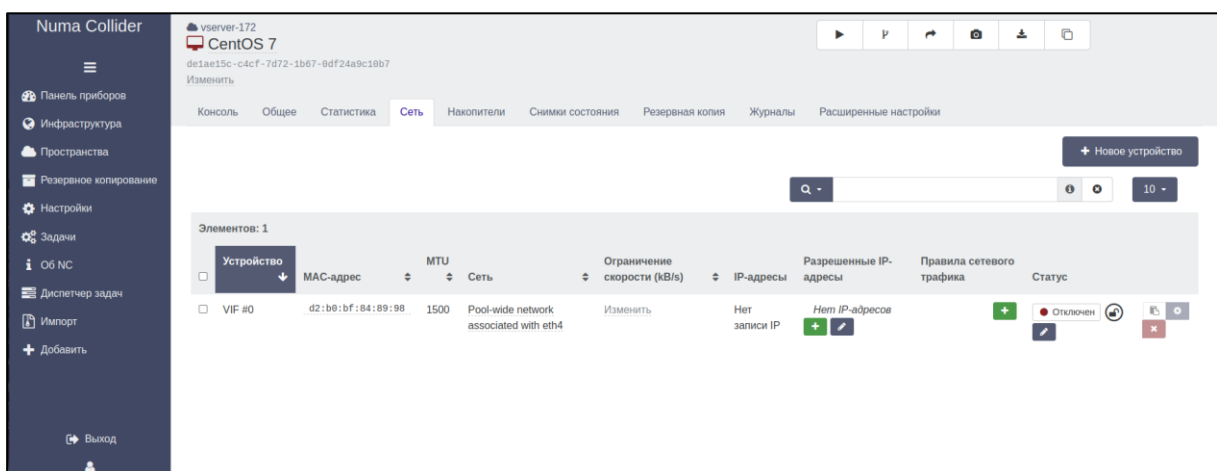 Numa Collider
Панель приборов
Инфраструктура
Пространства
Резервное копирование
Настройки
Задачи
Об NC
Диспетчер задач
Импорт
Добавить
Выход
vserver-172
CentOS 7
de1ae15c-c4cf-7d72-1b67-0df24a9c10b7
Изменить
Консоль Общее Статистика Сеть Накопители Снимки состояния Резервная копия Журналы Расширенные настройки
+ Новое устройство
10
Элементов: 1
Устройство MAC-адрес MTU Сеть Ограничение скорости (kB/s) IP-адресы Разрешенные IP-адресы Правила сетевого трафика Статус
VIF #0 d2:b0:bf:84:89:98 1500 Pool-wide network Изменить Нет Нет IP-адресов Отключен
associated with eth4 записи IP